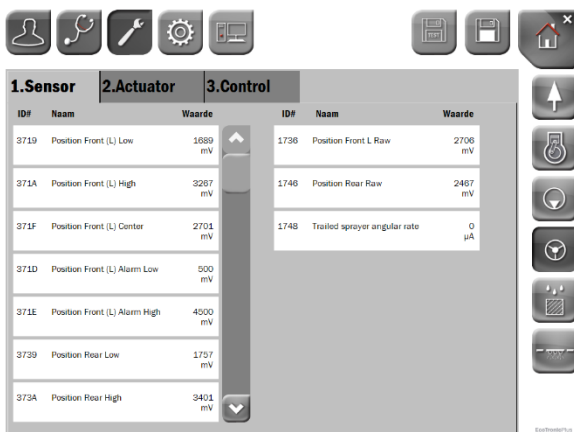 1.Sensor 2.Actuator 3.Control
ID# Naam Waarde
3719 Position Front (L) Low 1689 mV
371A Position Front (L) High 3267 mV
371F Position Front (L) Center 2701 mV
371D Position Front (L) Alarm Low 500 mV
371E Position Front (L) Alarm High 4500 mV
3739 Position Rear Low 1757 mV
373A Position Rear High 3401 mV
ID# Naam Waarde
1736 Position Front L Raw 2706 mV
1746 Position Rear Raw 2467 mV
1748 Trailed sprayer angular rate 0 µA